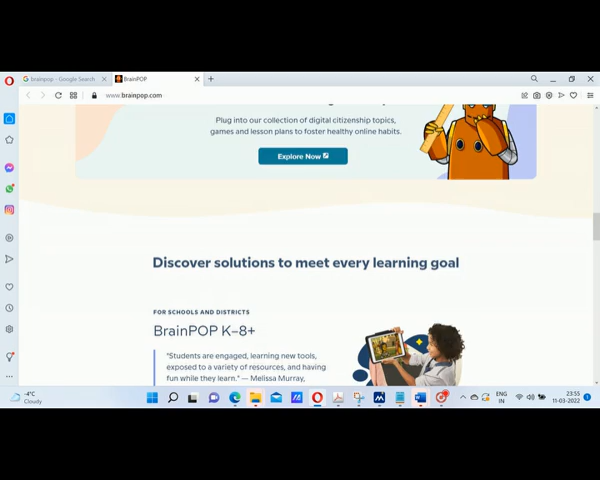 brainpop - Google Search
BrainPOP
www.brainpop.com
Plug into our collection of digital citizenship topics,
games and lesson plans to foster healthy online habits.
Explore Now
Discover solutions to meet every learning goal
FOR SCHOOLS AND DISTRICTS
BrainPOP K–8+
"Students are engaged, learning new tools,
exposed to a variety of resources, and having
fun while they learn." — Melissa Murray,
-4°C
Cloudy
ENG
IN
23:55
11-03-2022